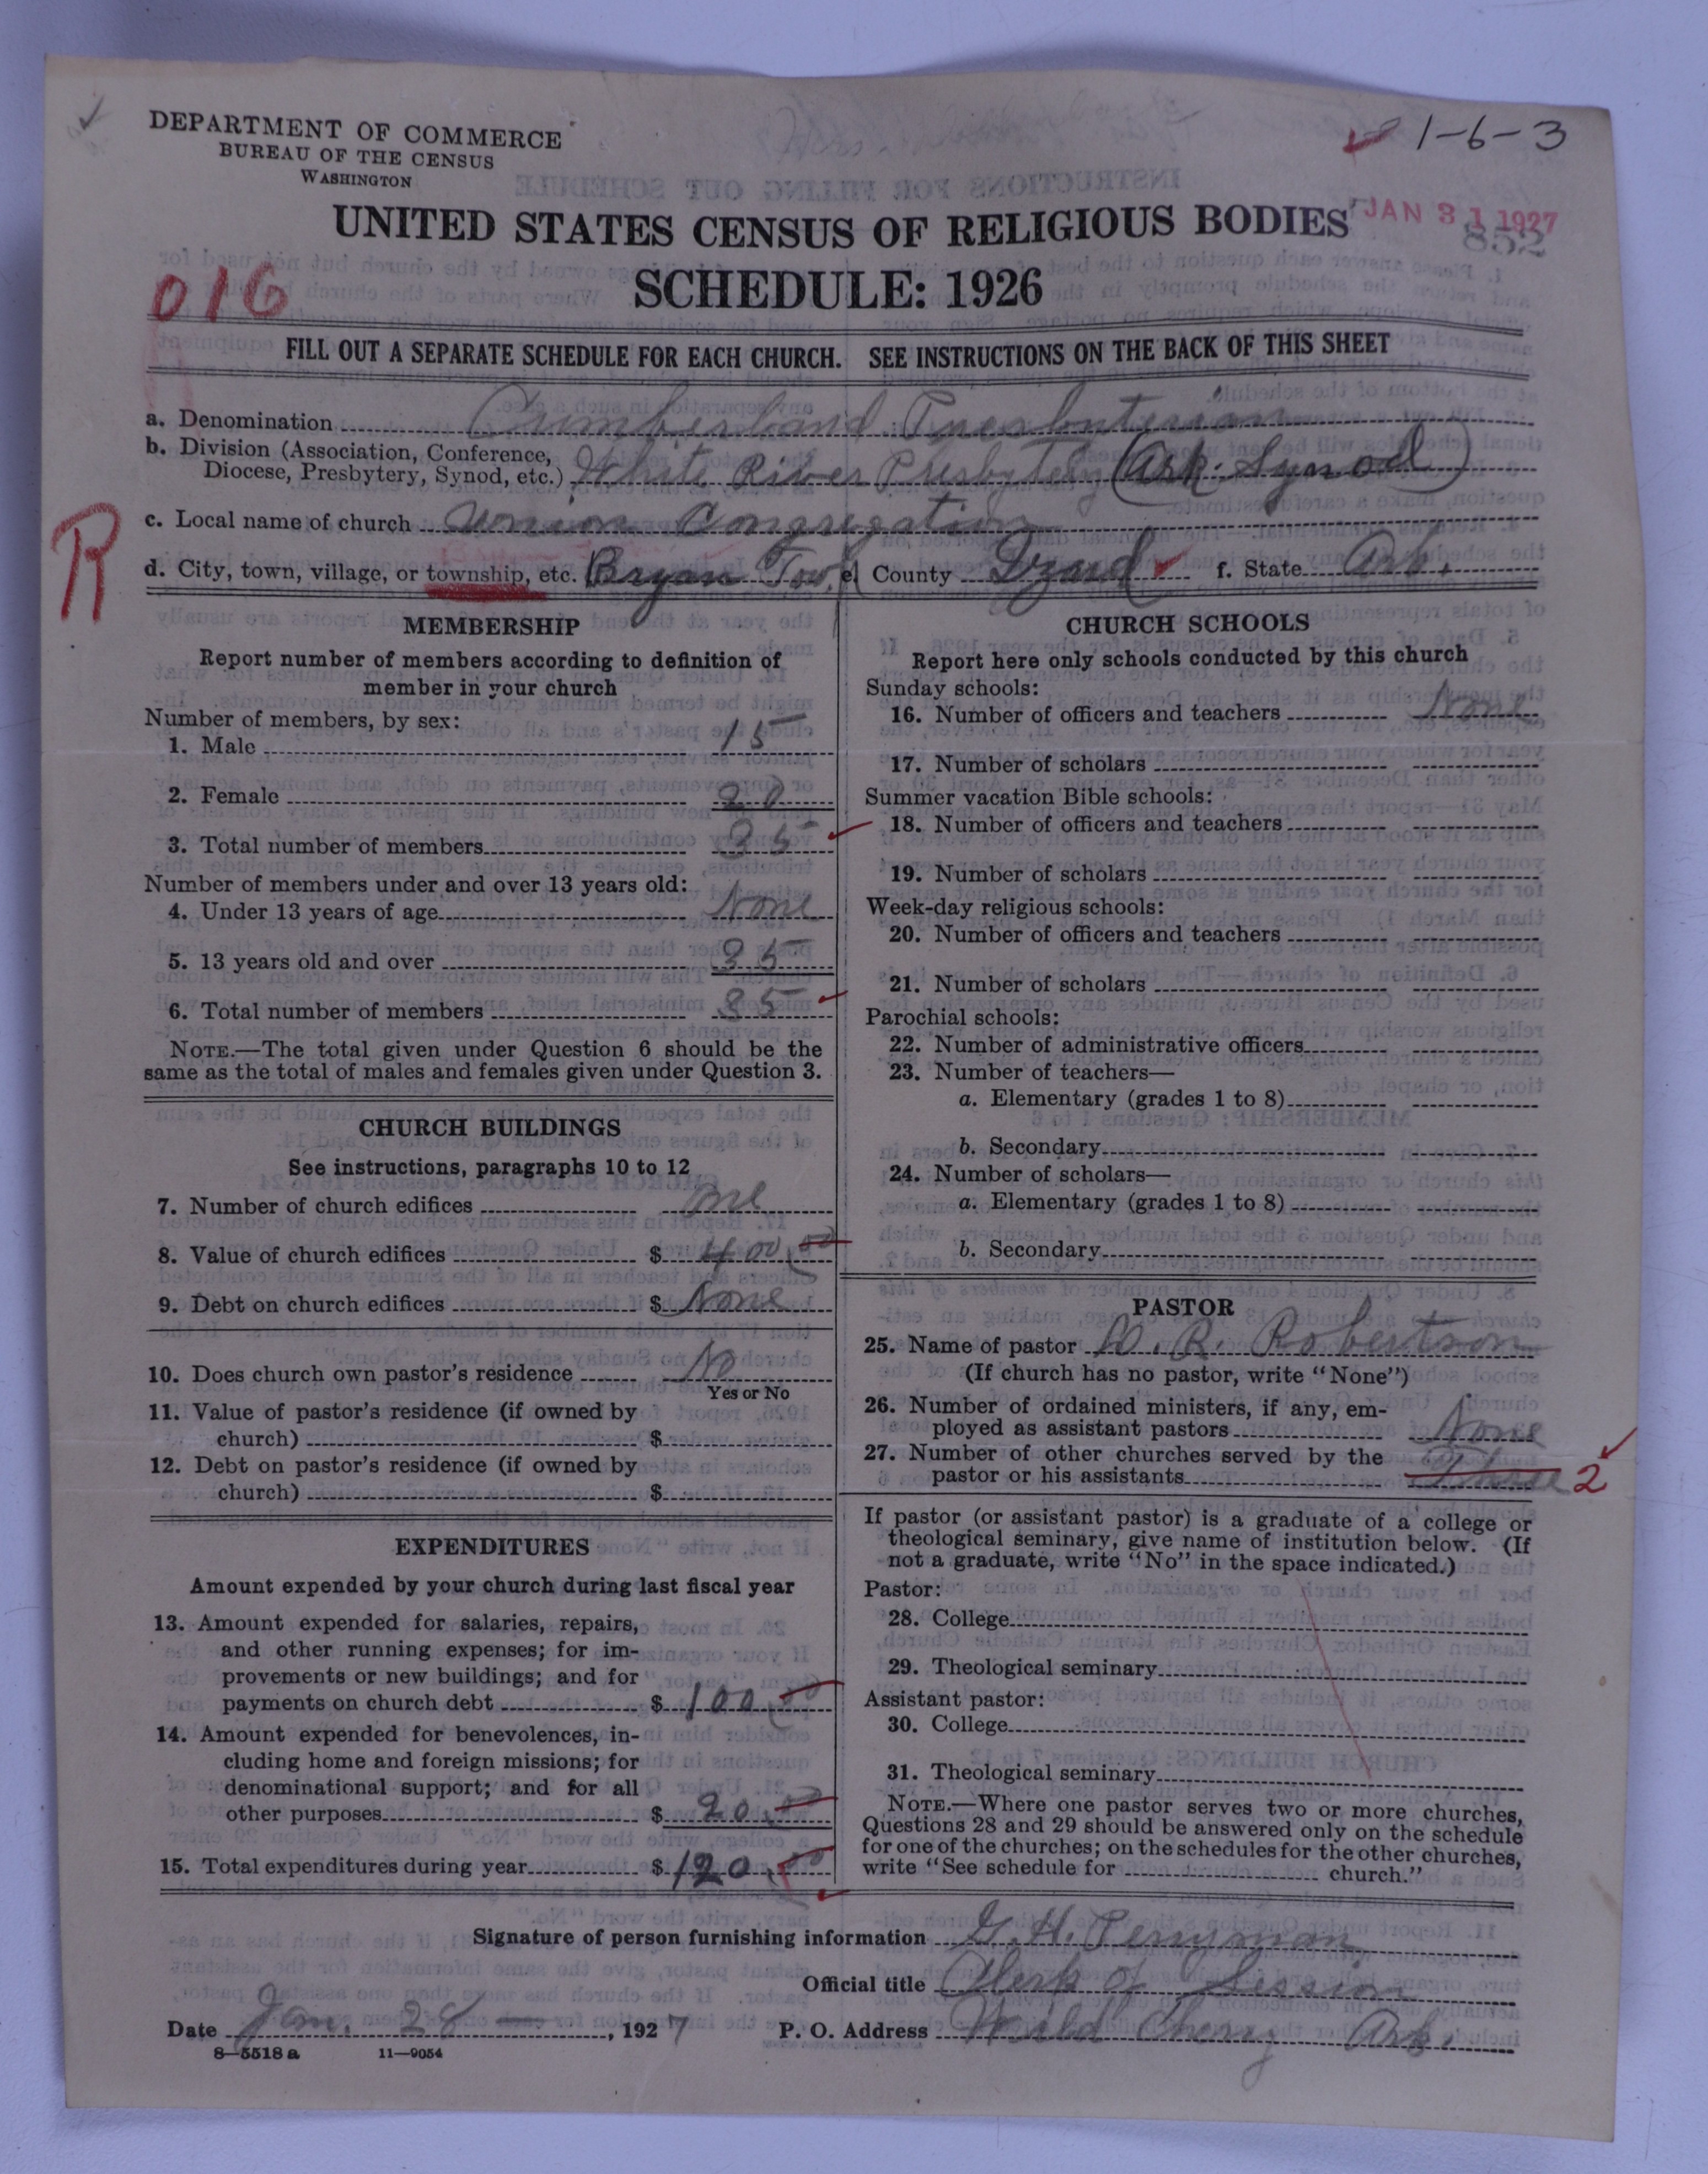 DEPARTMENT OF COMMERCE
BUREAU OF THE CENSUS
WASHINGTON
1-6-3
JAN 31 1927
852
UNITED STATES CENSUS OF RELIGIOUS BODIES
SCHEDULE: 1926
016
FILL OUT A SEPARATE SCHEDULE FOR EACH CHURCH. SEE INSTRUCTIONS ON THE BACK OF THIS SHEET
a. Denomination Cumberland Presbyterian
b. Division (Association, Conference,
Diocese, Presbytery, Synod, etc.) White River Presbytery (Ark. Synod)
R
c. Local name of church Union Congregation
d. City, town, village, or township, etc. Bryan Tow. e. County Izard f. State Ark.
MEMBERSHIP
Report number of members according to definition of
member in your church
Number of members, by sex:
1. Male 15
2. Female 20
3. Total number of members 35
Number of members under and over 13 years old:
4. Under 13 years of age None
5. 13 years old and over 35
6. Total number of members 35
NOTE.—The total given under Question 6 should be the
same as the total of males and females given under Question 3.
CHURCH BUILDINGS
See instructions, paragraphs 10 to 12
7. Number of church edifices one
8. Value of church edifices $ 400.00
9. Debt on church edifices $ None
10. Does church own pastor's residence No
Yes or No
11. Value of pastor's residence (if owned by
church) $
12. Debt on pastor's residence (if owned by
church) $
EXPENDITURES
Amount expended by your church during last fiscal year
13. Amount expended for salaries, repairs,
and other running expenses; for im-
provements or new buildings; and for
payments on church debt $ 100.00
14. Amount expended for benevolences, in-
cluding home and foreign missions; for
denominational support; and for all
other purposes $ 20.00
15. Total expenditures during year $ 120.00
CHURCH SCHOOLS
Report here only schools conducted by this church
Sunday schools:
16. Number of officers and teachers None
17. Number of scholars
Summer vacation Bible schools:
18. Number of officers and teachers
19. Number of scholars
Week-day religious schools:
20. Number of officers and teachers
21. Number of scholars
Parochial schools:
22. Number of administrative officers
23. Number of teachers—
a. Elementary (grades 1 to 8)
b. Secondary
24. Number of scholars—
a. Elementary (grades 1 to 8)
b. Secondary
PASTOR
25. Name of pastor R. Robertson
(If church has no pastor, write "None")
26. Number of ordained ministers, if any, em-
ployed as assistant pastors None
27. Number of other churches served by the
pastor or his assistants Three 2
If pastor (or assistant pastor) is a graduate of a college or
theological seminary, give name of institution below. (If
not a graduate, write "No" in the space indicated.)
Pastor:
28. College
29. Theological seminary
Assistant pastor:
30. College
31. Theological seminary
NOTE.—Where one pastor serves two or more churches,
Questions 28 and 29 should be answered only on the schedule
for one of the churches; on the schedules for the other churches,
write "See schedule for church."
Signature of person furnishing information G. H. Perryman
Official title Clerk of Session
Date Jan. 28, 1927 P. O. Address Wild Cherry Ark.
8—5518 a 11—9054